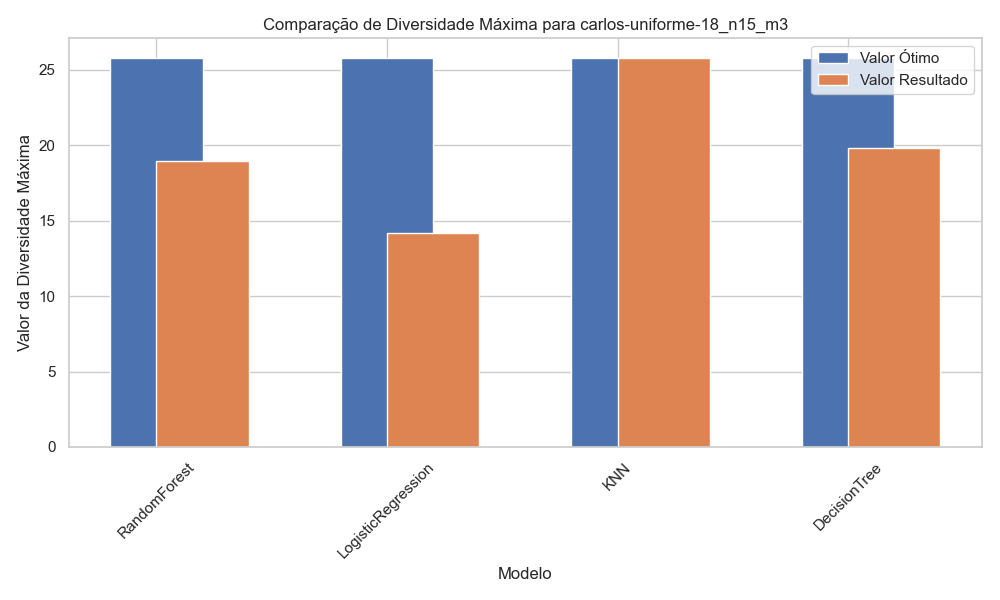 Comparação de Diversidade Máxima para carlos-uniforme-18_n15_m3
Valor Ótimo
Valor Resultado
Valor da Diversidade Máxima
25
20
15
10
5
0
RandomForest
LogisticRegression
KNN
DecisionTree
Modelo